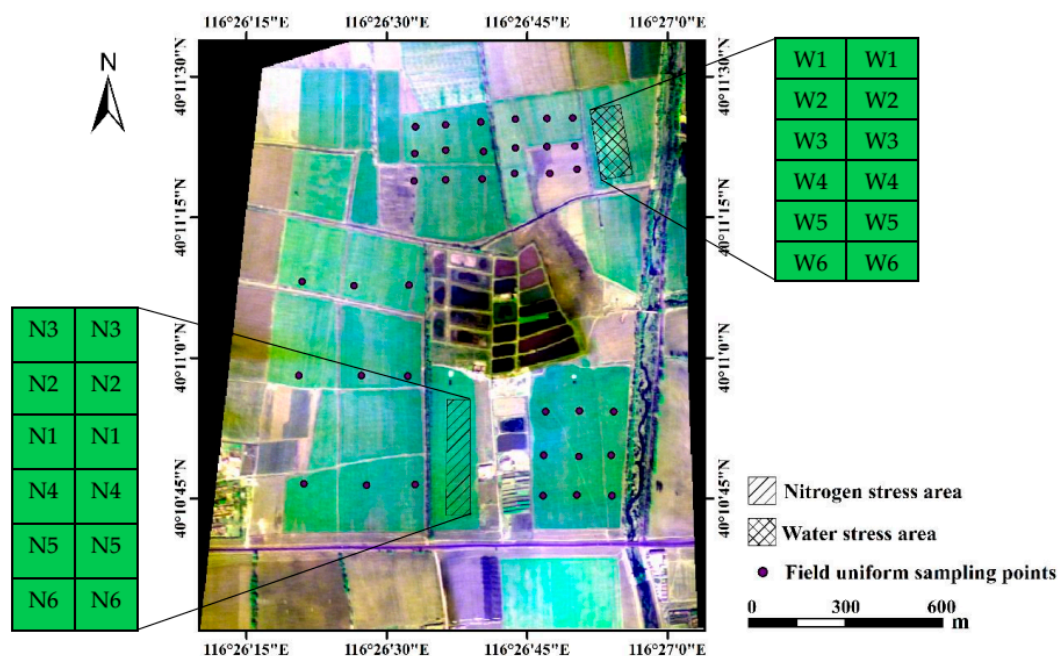 116°26'15"E 116°26'30"E 116°26'45"E 116°27'0"E
N
40°11'30"N
40°11'30"N
W1 W1
W2 W2
W3 W3
W4 W4
W5 W5
W6 W6
40°11'15"N
40°11'15"N
N3 N3
N2 N2
N1 N1
N4 N4
N5 N5
N6 N6
40°11'0"N
40°11'0"N
40°10'45"N
40°10'45"N
Nitrogen stress area
Water stress area
Field uniform sampling points
0 300 600
m
116°26'15"E 116°26'30"E 116°26'45"E 116°27'0"E